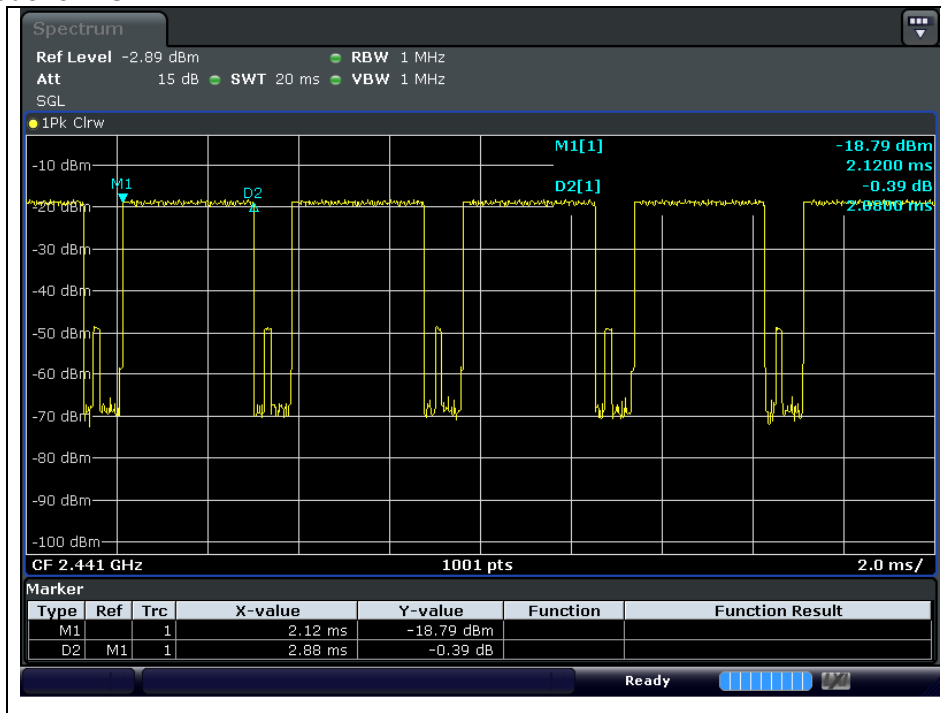 Spectrum
Ref Level -2.89 dBm RBW 1 MHz
Att 15 dB SWT 20 ms VBW 1 MHz
SGL
1Pk Clrw
M1[1] -18.79 dBm
2.1200 ms
D2[1] -0.39 dB
2.8800 ms
M1
D2
-10 dBm
-20 dBm
-30 dBm
-40 dBm
-50 dBm
-60 dBm
-70 dBm
-80 dBm
-90 dBm
-100 dBm
CF 2.441 GHz 1001 pts 2.0 ms/
Marker
Type Ref Trc X-value Y-value Function Function Result
M1 1 2.12 ms -18.79 dBm
D2 M1 1 2.88 ms -0.39 dB
Ready